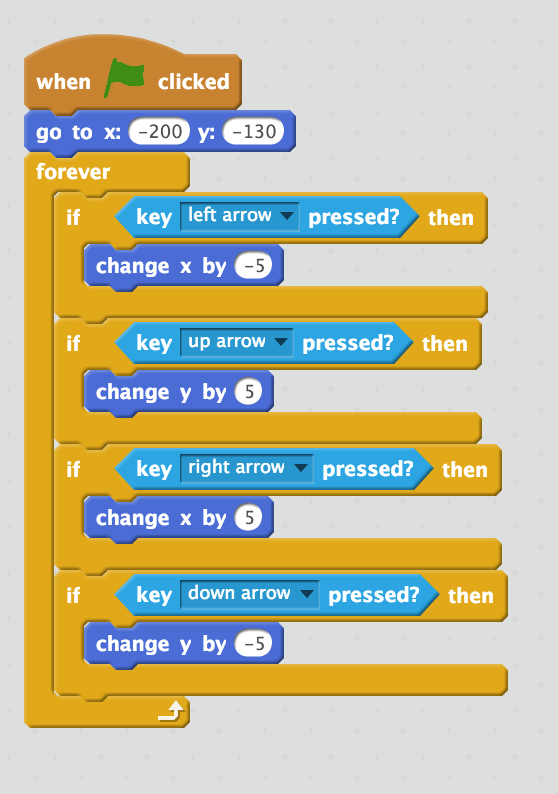 when clicked
go to x: -200 y: -130
forever
if key left arrow pressed? then
change x by -5
if key up arrow pressed? then
change y by 5
if key right arrow pressed? then
change x by 5
if key down arrow pressed? then
change y by -5